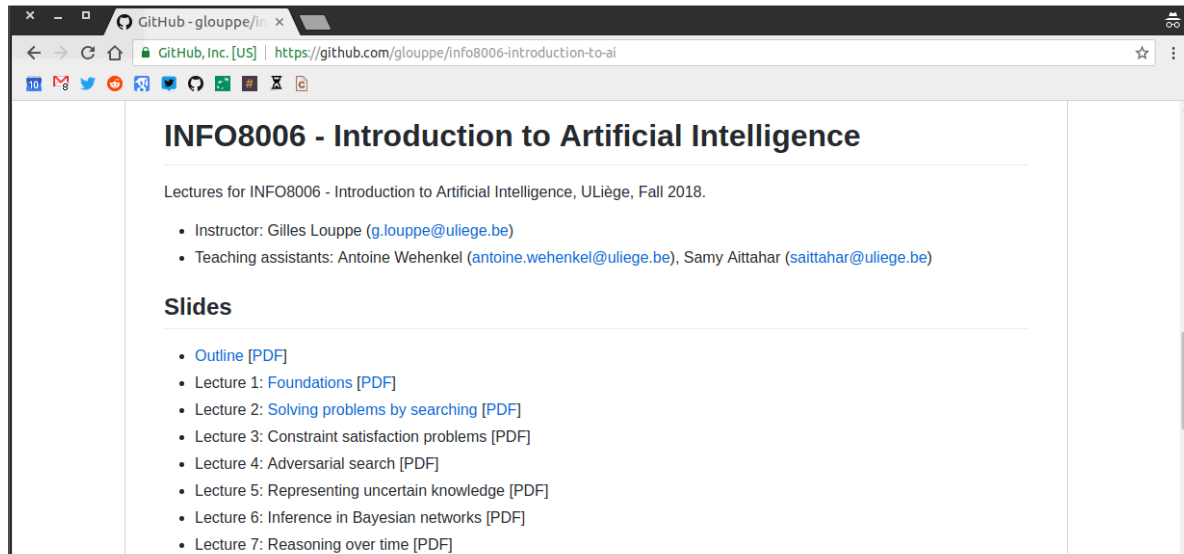 GitHub - glouppe/in
GitHub, Inc. [US] | https://github.com/glouppe/info8006-introduction-to-ai
10 8 # C
INFO8006 - Introduction to Artificial Intelligence
Lectures for INFO8006 - Introduction to Artificial Intelligence, ULiège, Fall 2018.
• Instructor: Gilles Louppe (g.louppe@uliege.be)
• Teaching assistants: Antoine Wehenkel (antoine.wehenkel@uliege.be), Samy Aittahar (saittahar@uliege.be)
Slides
• Outline [PDF]
• Lecture 1: Foundations [PDF]
• Lecture 2: Solving problems by searching [PDF]
• Lecture 3: Constraint satisfaction problems [PDF]
• Lecture 4: Adversarial search [PDF]
• Lecture 5: Representing uncertain knowledge [PDF]
• Lecture 6: Inference in Bayesian networks [PDF]
• Lecture 7: Reasoning over time [PDF]